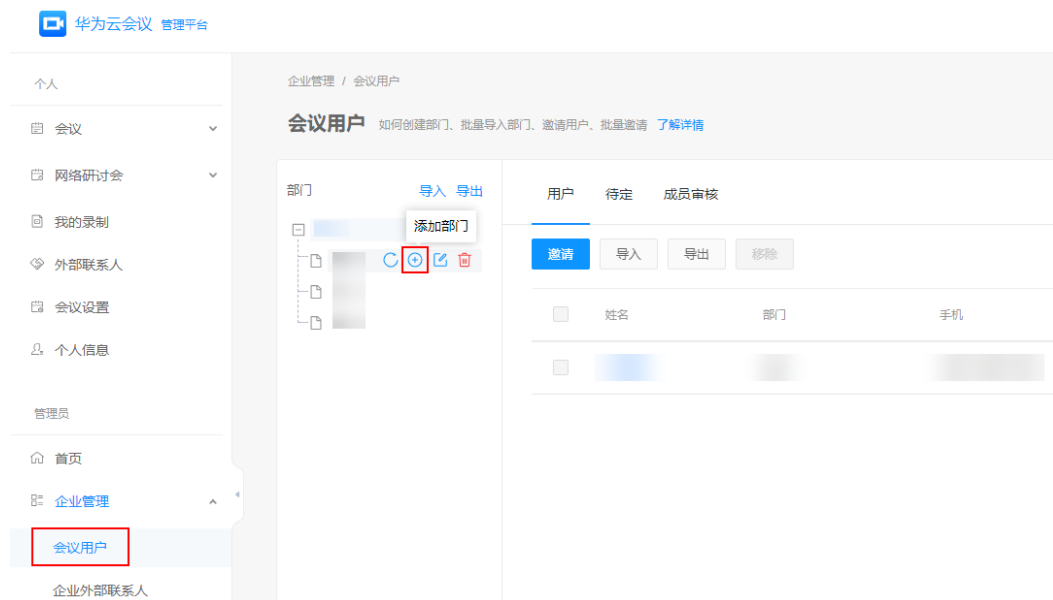 华为云会议 管理平台
个人
会议
网络研讨会
我的录制
外部联系人
会议设置
个人信息
管理员
首页
企业管理
会议用户
企业外部联系人
企业管理 / 会议用户
会议用户 如何创建部门、批量导入部门、邀请用户、批量邀请 了解详情
部门 导入 导出
添加部门
用户 待定 成员审核
邀请 导入 导出 移除
姓名 部门 手机